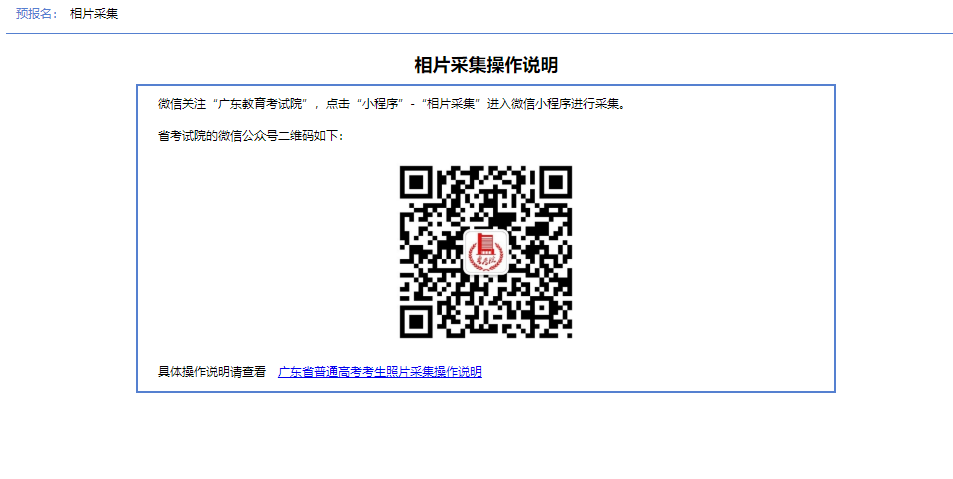 预报名： 相片采集
相片采集操作说明
微信关注“广东教育考试院”，点击“小程序”-“相片采集”进入微信小程序进行采集。
省考试院的微信公众号二维码如下：
具体操作说明请查看 广东省普通高考考生照片采集操作说明